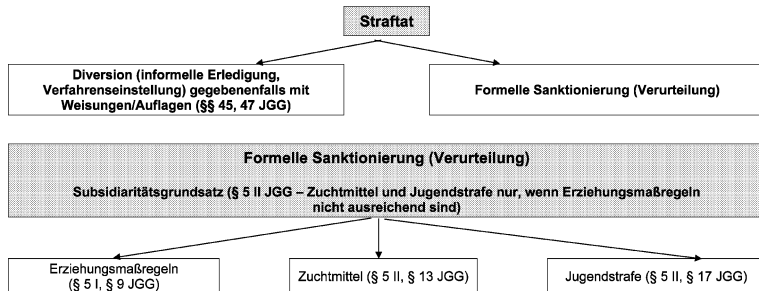 Straftat
Diversion (informelle Erledigung,
Verfahrenseinstellung) gegebenenfalls mit
Weisungen/Auflagen (§§ 45, 47 JGG)
Formelle Sanktionierung (Verurteilung)
Formelle Sanktionierung (Verurteilung)
Subsidiaritätsgrundsatz (§ 5 II JGG – Zuchtmittel und Jugendstrafe nur, wenn Erziehungsmaßregeln
nicht ausreichend sind)
Erziehungsmaßregeln
(§ 5 I, § 9 JGG)
Zuchtmittel (§ 5 II, § 13 JGG)
Jugendstrafe (§ 5 II, § 17 JGG)